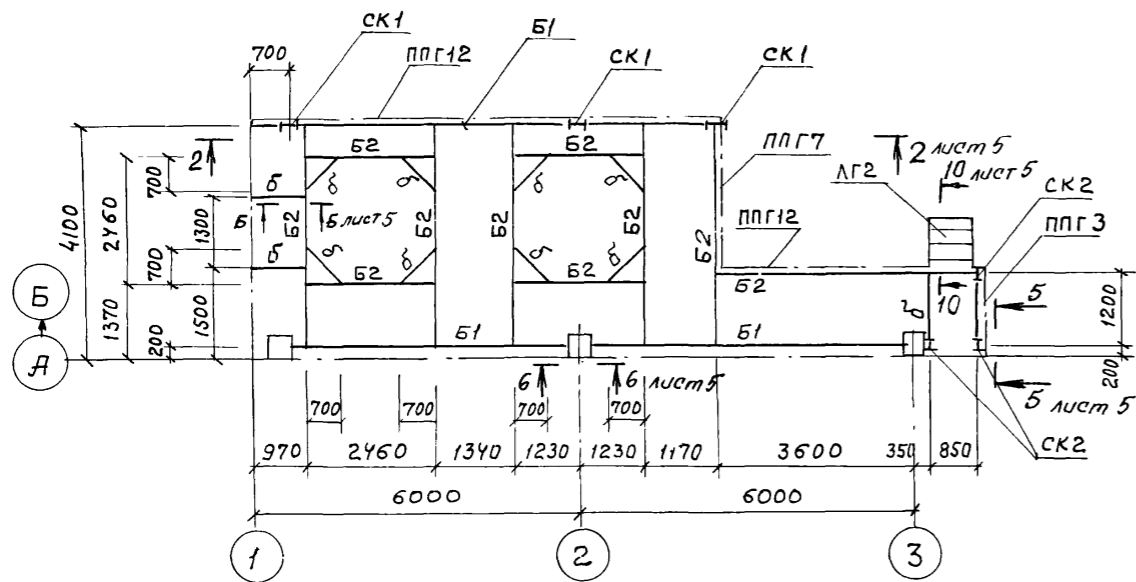 СК1
Б1
700
ППГ12
СК1
СК1
2
Б2
Б2
ППГ7
2 лист 5
ЛГ2
10 лист 5
СК2
ППГ3
700
б
б
б
б
б
4100
2460
1300
Б
Б2
Б лист 5
Б2
Б2
Б2
Б2
ППГ12
700
б
б
б
б
б
Б2
Б2
Б2
10
5
1200
Б
1370
1500
200
Б1
Б1
б
А
6
6 лист 5
200
5 лист 5
700
700
700
700
970
2460
1340
1230
1230
1170
3600
350
850
СК2
6000
6000
1
2
3